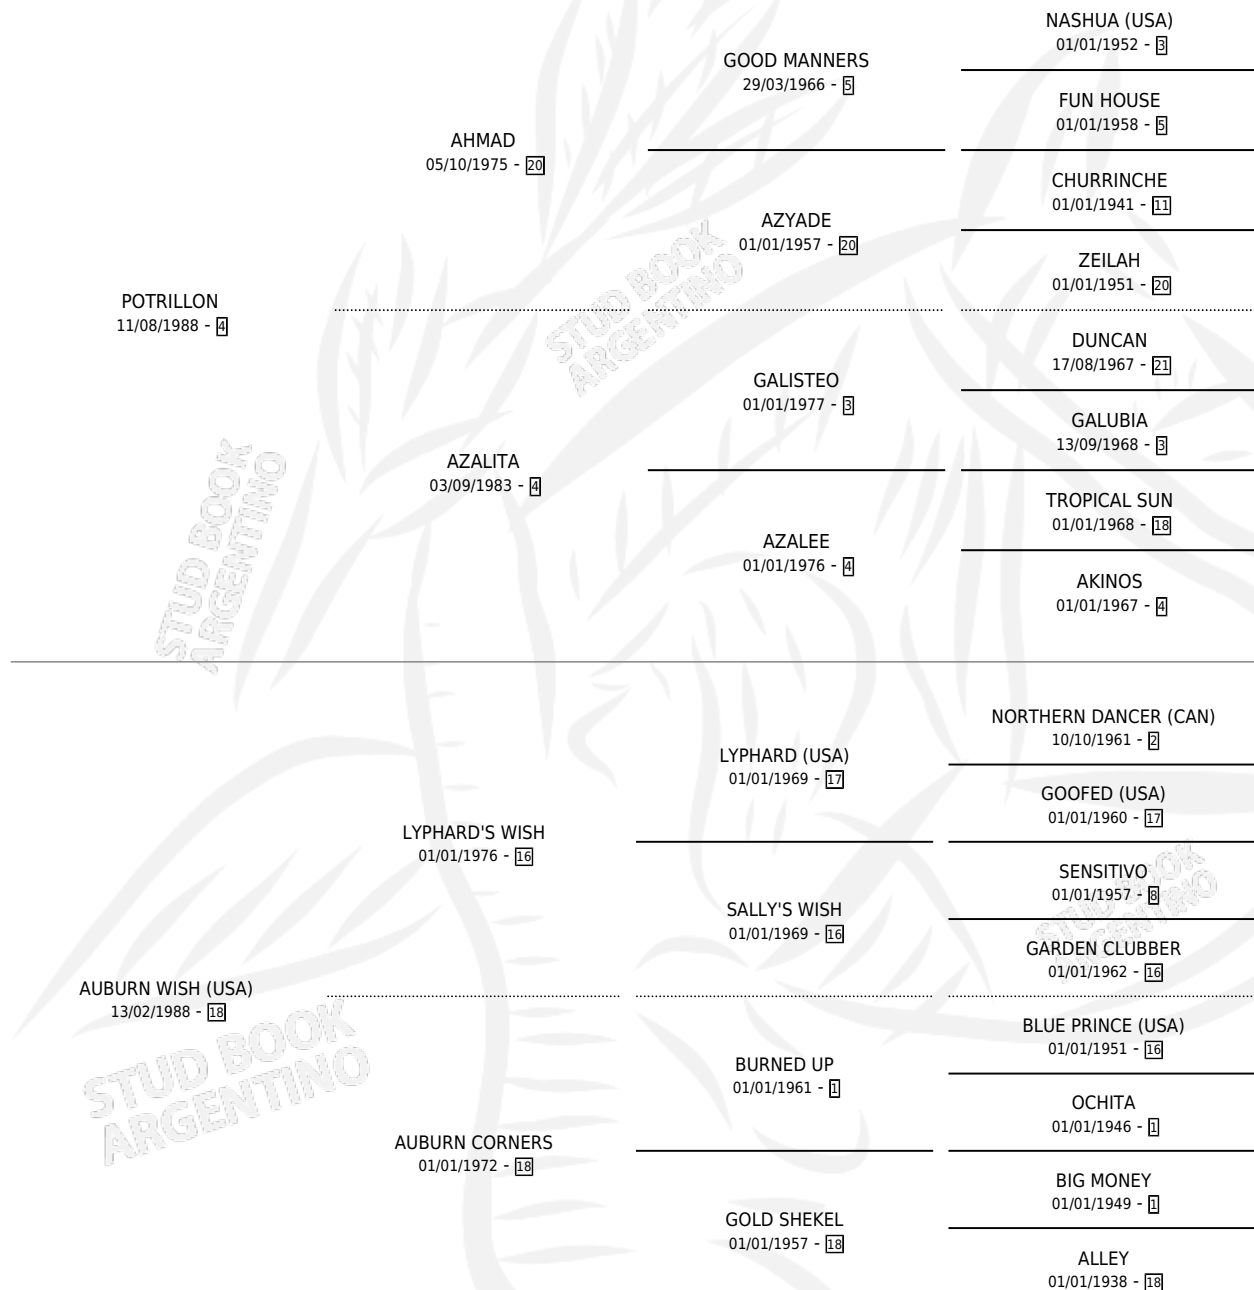 NASHUA (USA)
01/01/1952 - 3
GOOD MANNERS
29/03/1966 - 5
FUN HOUSE
01/01/1958 - 5
AHMAD
05/10/1975 - 20
CHURRINCHE
01/01/1941 - 11
AZYADE
01/01/1957 - 20
ZEILAH
01/01/1951 - 20
POTRILLON
11/08/1988 - 4
STUD BOOK
ARGENTINO
DUNCAN
17/08/1967 - 21
GALISTEO
01/01/1977 - 3
GALUBIA
13/09/1968 - 3
AZALITA
03/09/1983 - 4
TROPICAL SUN
01/01/1968 - 18
AZALEE
01/01/1976 - 4
AKINOS
01/01/1967 - 4
STUD BOOK
ARGENTINO
NORTHERN DANCER (CAN)
10/10/1961 - 2
LYPHARD (USA)
01/01/1969 - 17
GOOFED (USA)
01/01/1960 - 17
LYPHARD'S WISH
01/01/1976 - 16
SENSITIVO
01/01/1957 - 8
SALLY'S WISH
01/01/1969 - 16
GARDEN CLUBBER
01/01/1962 - 16
STUD BOOK
ARGENTINO
AUBURN WISH (USA)
13/02/1988 - 18
STUD BOOK
ARGENTINO
BLUE PRINCE (USA)
01/01/1951 - 16
BURNED UP
01/01/1961 - 1
OCHITA
01/01/1946 - 1
AUBURN CORNERS
01/01/1972 - 18
BIG MONEY
01/01/1949 - 1
GOLD SHEKEL
01/01/1957 - 18
ALLEY
01/01/1938 - 18